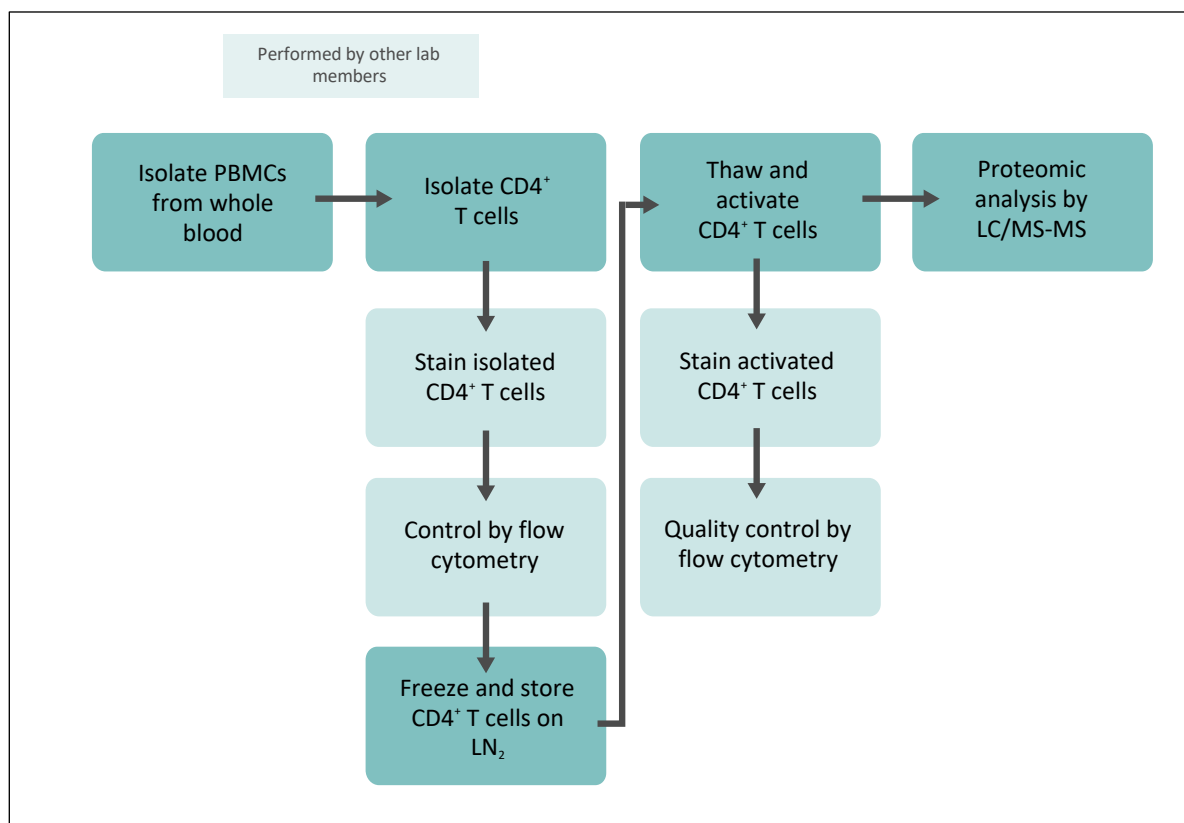 Performed by other lab
members
Isolate PBMCs
from whole
blood
Isolate CD4⁺
T cells
Thaw and
activate
CD4⁺ T cells
Proteomic
analysis by
LC/MS-MS
Stain isolated
CD4⁺ T cells
Stain activated
CD4⁺ T cells
Control by flow
cytometry
Quality control by
flow cytometry
Freeze and store
CD4⁺ T cells on
LN₂